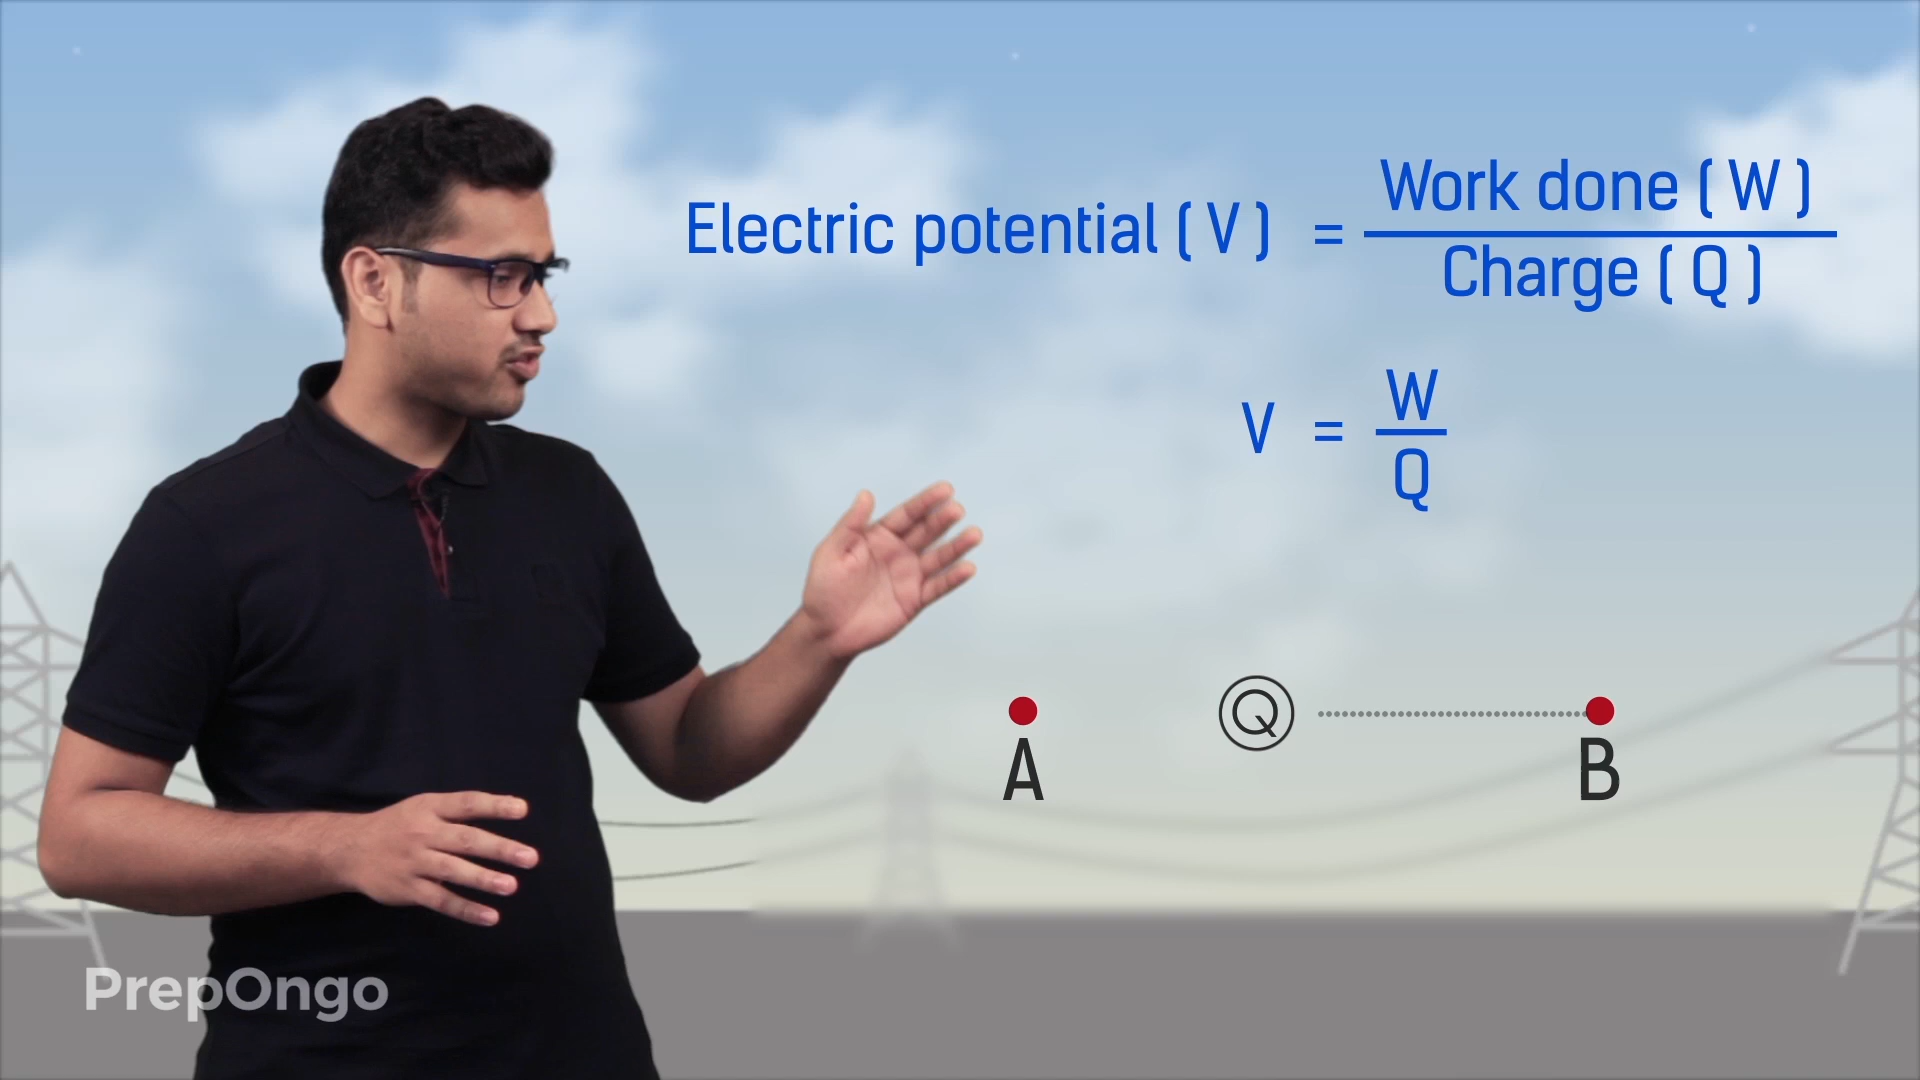 Electric potential ( V ) = Work done ( W )
Charge ( Q )
V = W
Q
Q
A
B
PrepOngo